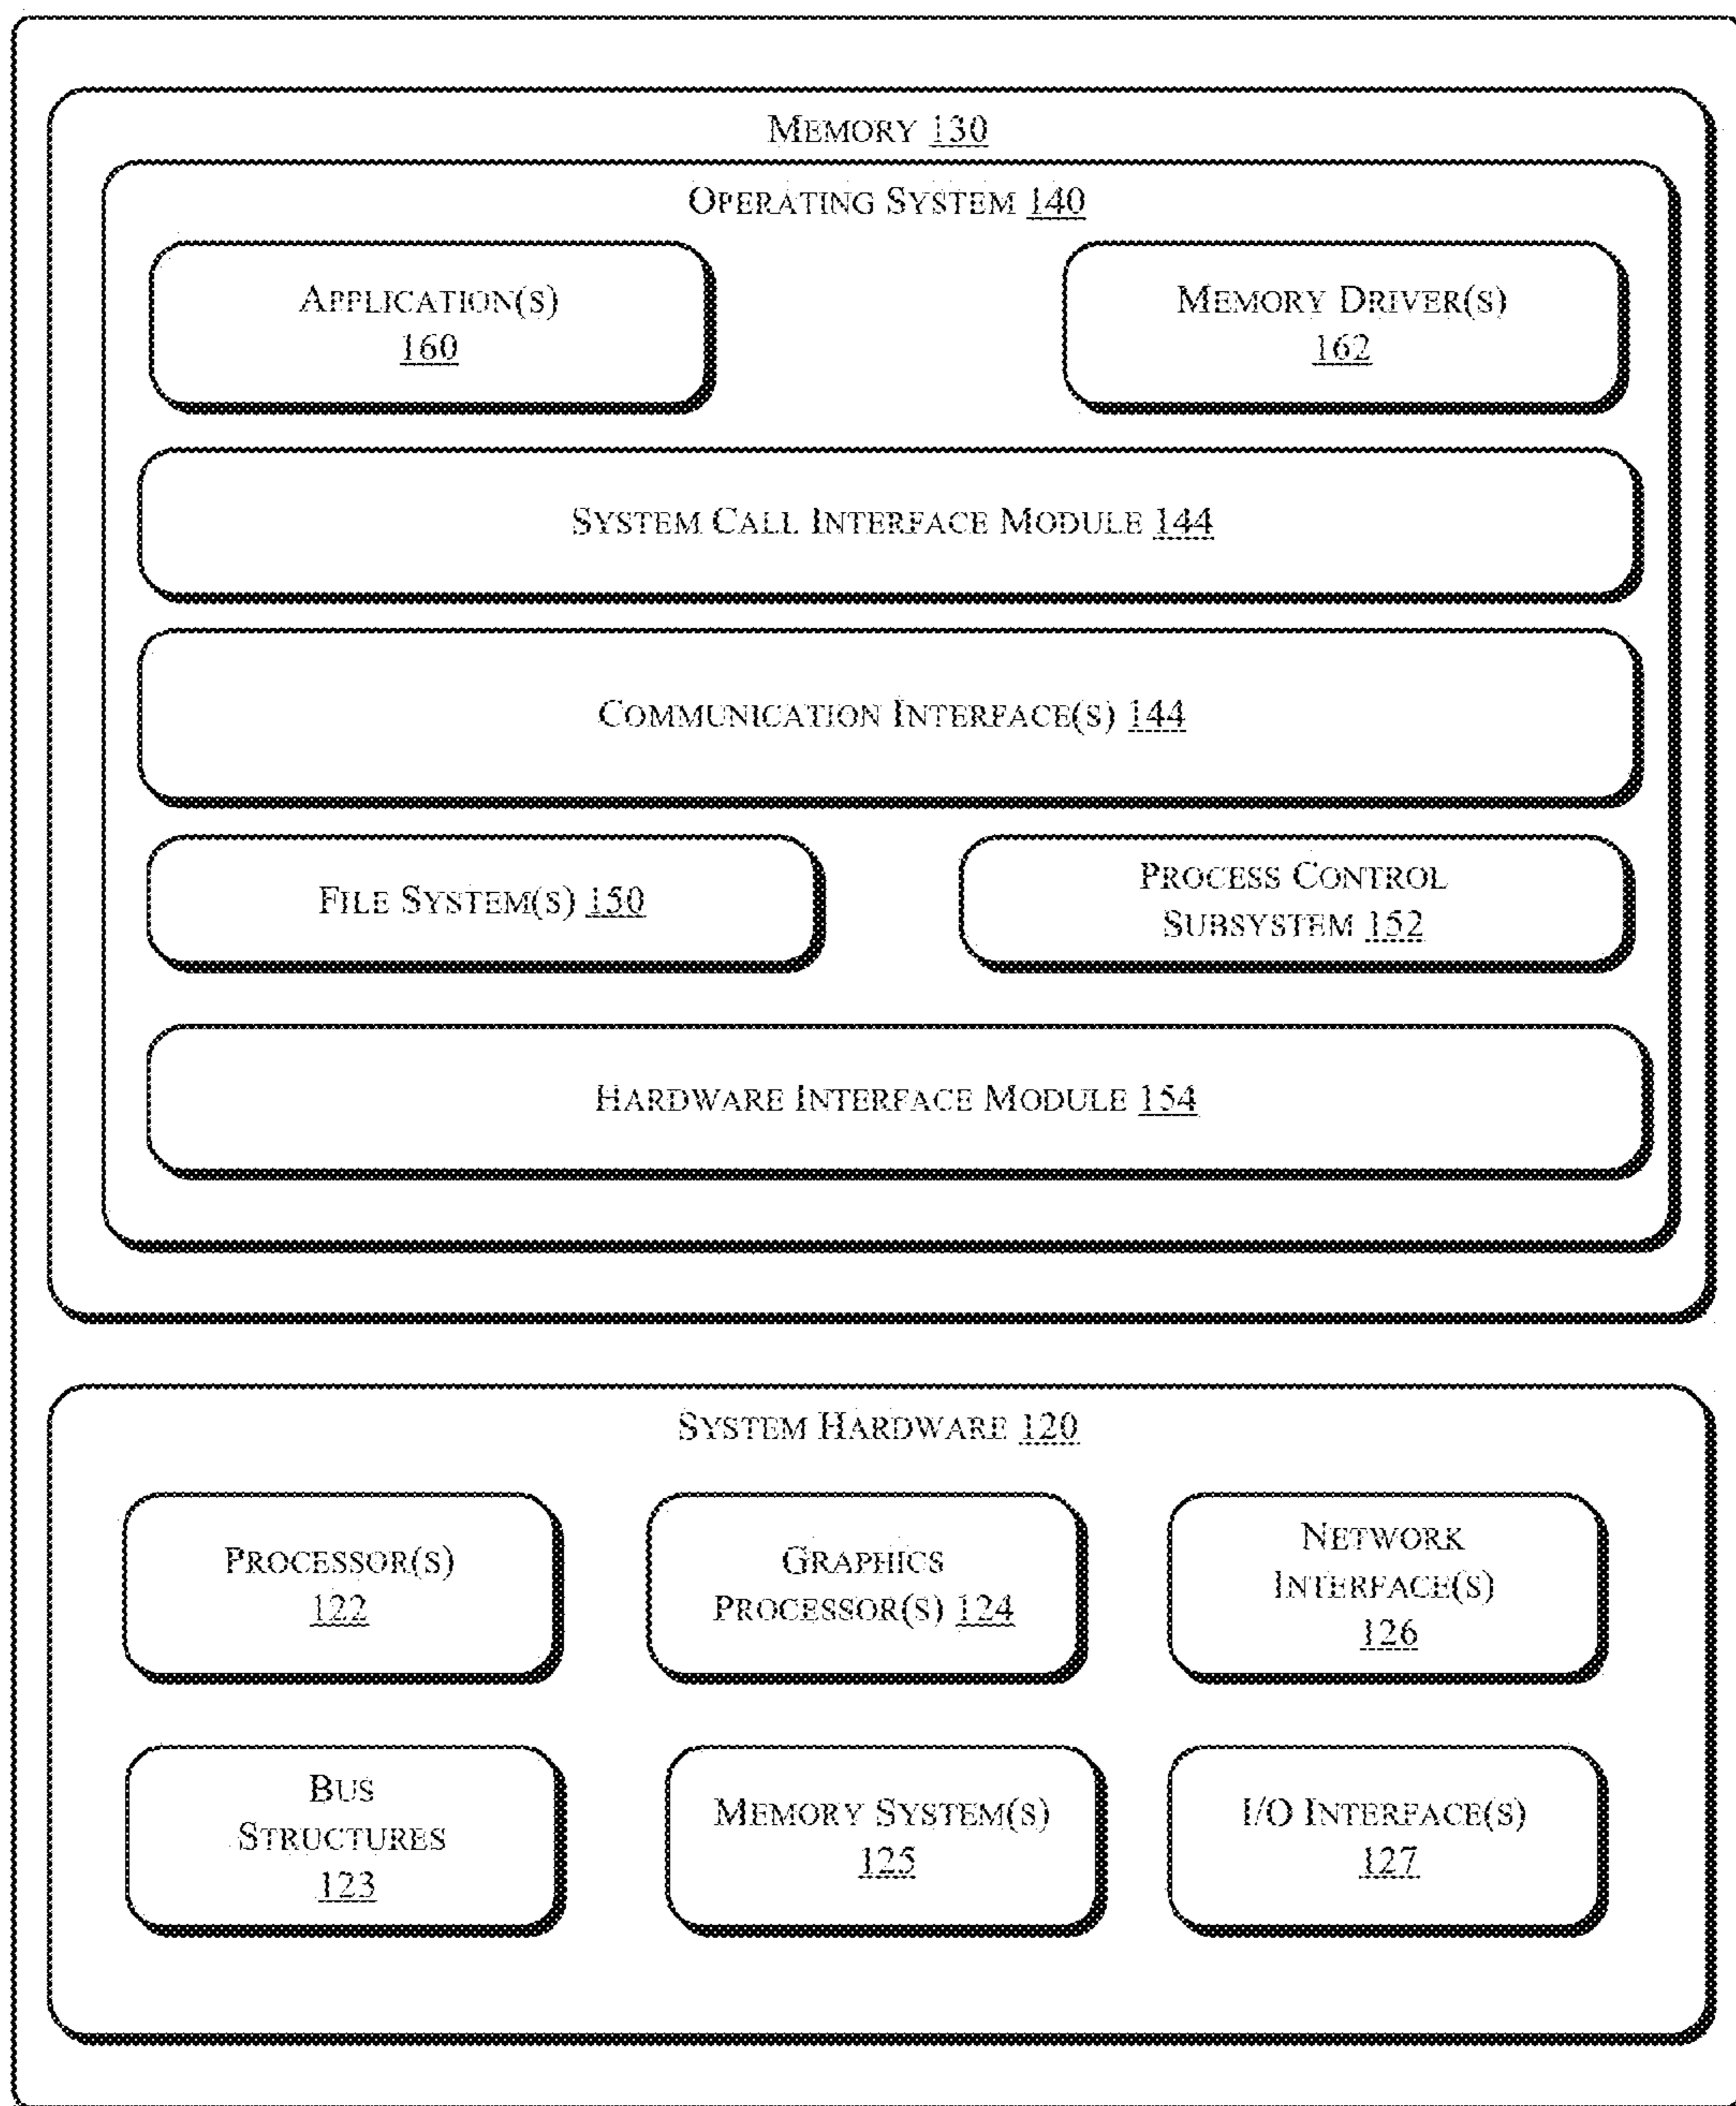 MEMORY 130
OPERATING SYSTEM 140
APPLICATION(S)
160
MEMORY DRIVER(S)
162
SYSTEM CALL INTERFACE MODULE 144
COMMUNICATION INTERFACE(S) 144
FILE SYSTEM(S) 150
PROCESS CONTROL
SUBSYSTEM 152
HARDWARE INTERFACE MODULE 154
SYSTEM HARDWARE 120
PROCESSOR(S)
122
GRAPHICS
PROCESSOR(S) 124
NETWORK
INTERFACE(S)
126
BUS
STRUCTURES
123
MEMORY SYSTEM(S)
125
I/O INTERFACE(S)
127